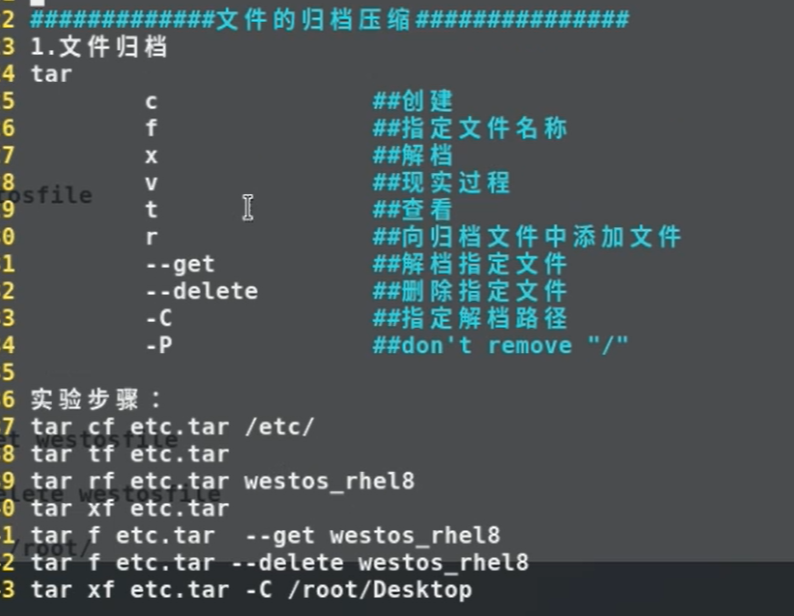 2 #############文件的归档压缩###############
3 1.文件归档
4 tar
5 c ##创建
6 f ##指定文件名称
7 x ##解档
8 v ##现实过程
9 t ##查看
0 r ##向归档文件中添加文件
1 --get ##解档指定文件
2 --delete ##删除指定文件
3 -C ##指定解档路径
4 -P ##don't remove "/"
5
6 实验步骤：
7 tar cf etc.tar /etc/
8 tar tf etc.tar
9 tar rf etc.tar westos_rhel8
0 tar xf etc.tar
1 tar f etc.tar  --get westos_rhel8
2 tar f etc.tar --delete westos_rhel8
3 tar xf etc.tar -C /root/Desktop